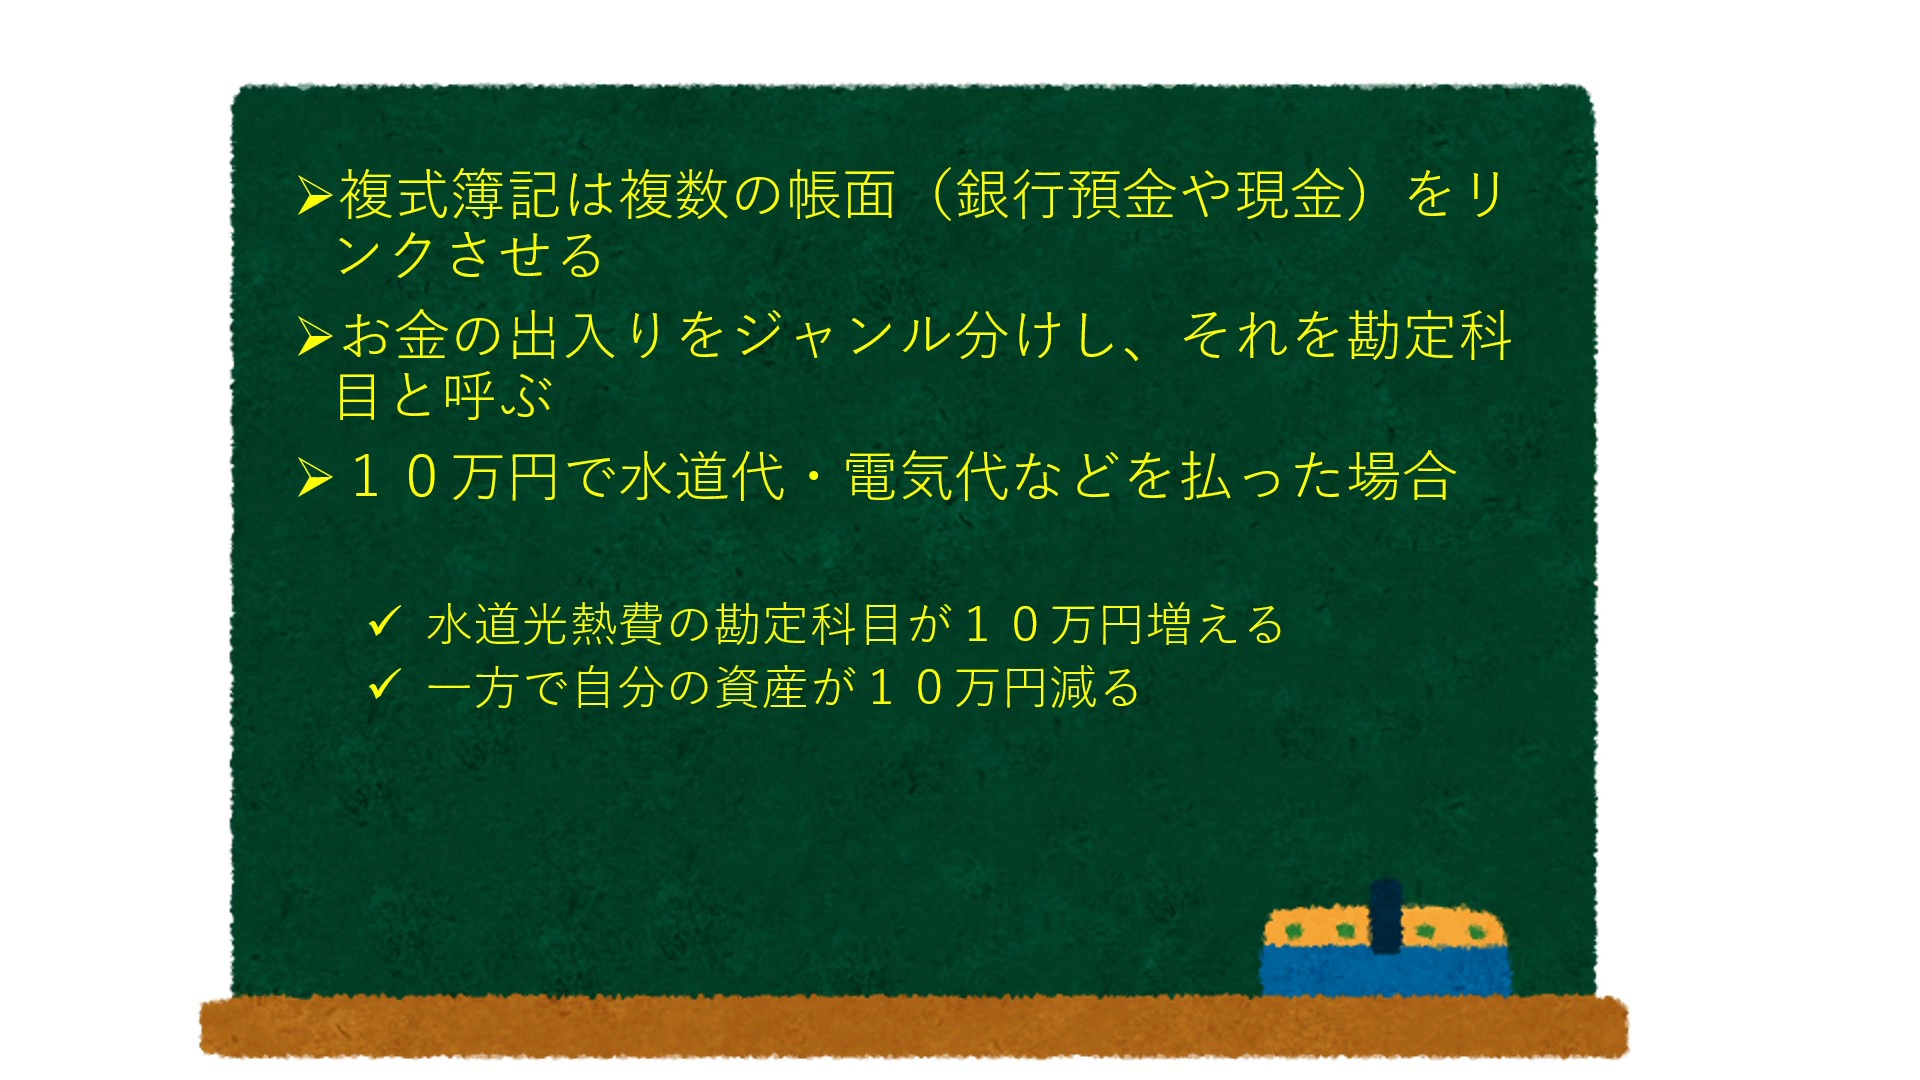 ➢複式簿記は複数の帳面（銀行預金や現金）をリ
ンクさせる
➢お金の出入りをジャンル分けし、それを勘定科
目と呼ぶ
➢１０万円で水道代・電気代などを払った場合
✓ 水道光熱費の勘定科目が１０万円増える
✓ 一方で自分の資産が１０万円減る